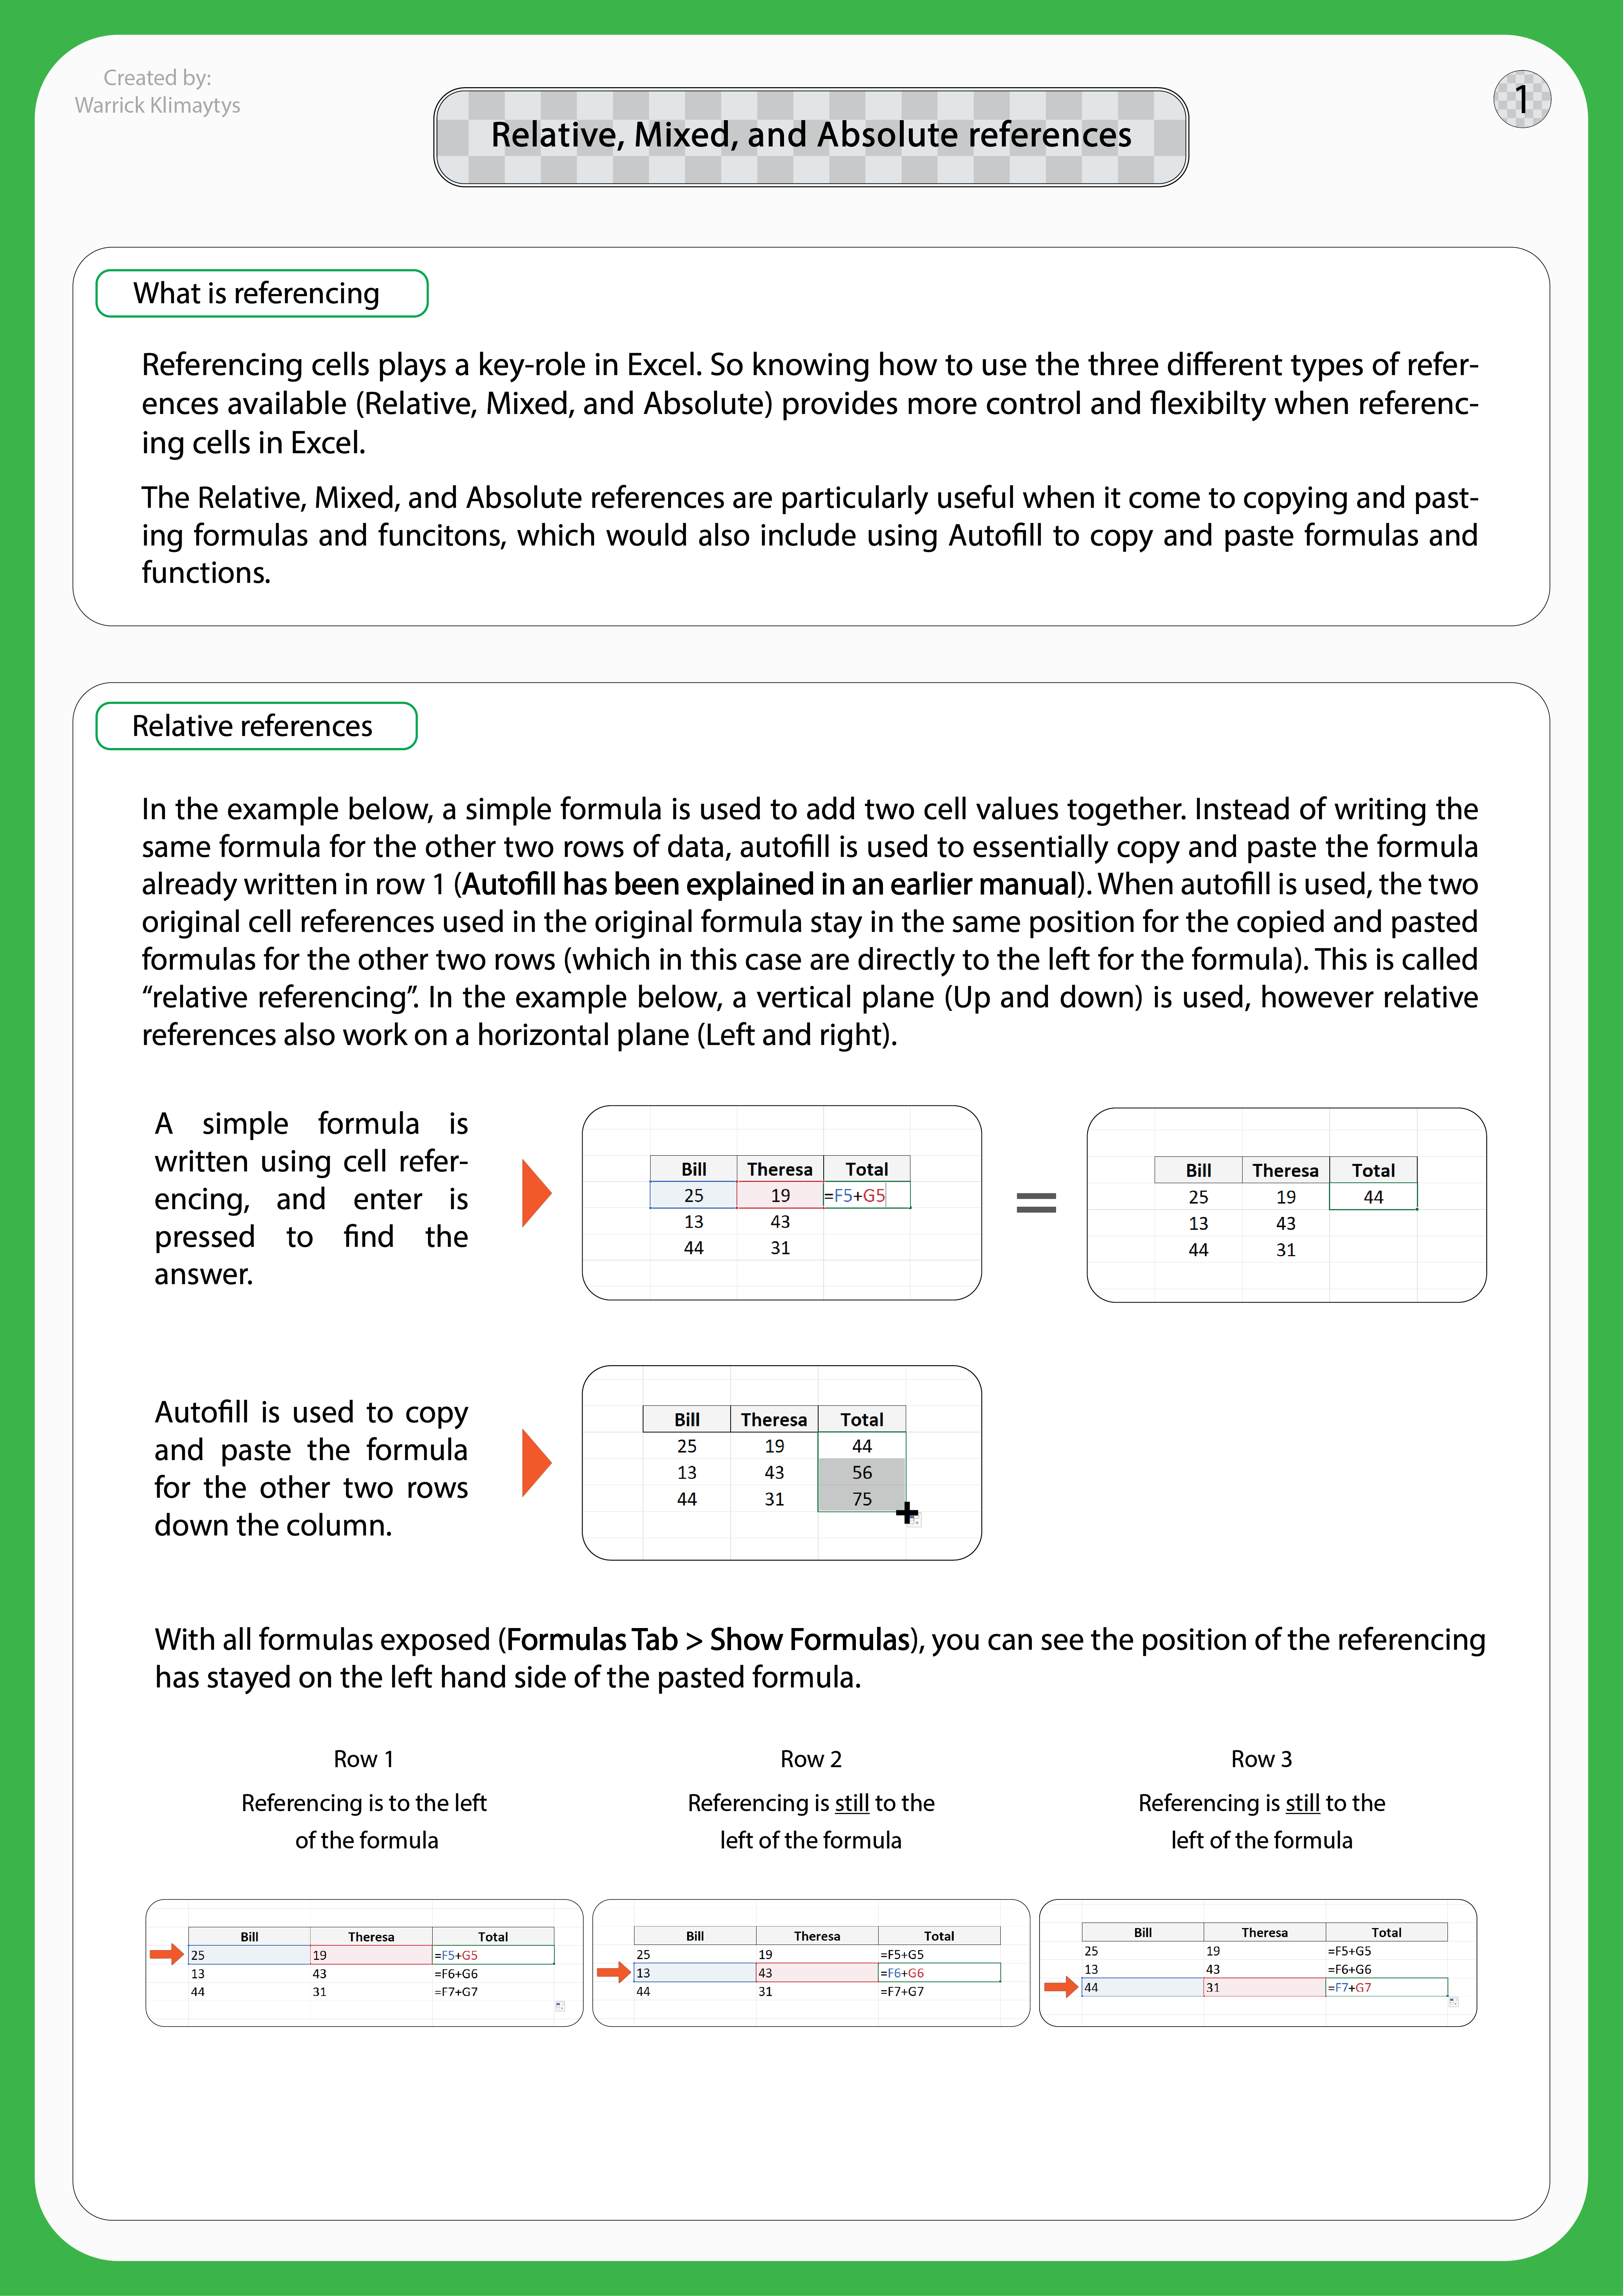 Created by:
Warrick Klimaytys
1
Relative, Mixed, and Absolute references
What is referencing
Referencing cells plays a key-role in Excel. So knowing how to use the three different types of refer-
ences available (Relative, Mixed, and Absolute) provides more control and flexibilty when referenc-
ing cells in Excel.
The Relative, Mixed, and Absolute references are particularly useful when it come to copying and past-
ing formulas and funcitons, which would also include using Autofill to copy and paste formulas and
functions.
Relative references
In the example below, a simple formula is used to add two cell values together. Instead of writing the
same formula for the other two rows of data, autofill is used to essentially copy and paste the formula
already written in row 1 (Autofill has been explained in an earlier manual). When autofill is used, the two
original cell references used in the original formula stay in the same position for the copied and pasted
formulas for the other two rows (which in this case are directly to the left for the formula). This is called
“relative referencing”. In the example below, a vertical plane (Up and down) is used, however relative
references also work on a horizontal plane (Left and right).
A simple formula is
written using cell refer-
encing, and enter is
pressed to find the
answer.
Bill Theresa Total
25 19 =F5+G5
13 43
44 31
=
Bill Theresa Total
25 19 44
13 43
44 31
Autofill is used to copy
and paste the formula
for the other two rows
down the column.
Bill Theresa Total
25 19 44
13 43 56
44 31 75
With all formulas exposed (Formulas Tab > Show Formulas), you can see the position of the referencing
has stayed on the left hand side of the pasted formula.
Row 1
Referencing is to the left
of the formula
Row 2
Referencing is still to the
left of the formula
Row 3
Referencing is still to the
left of the formula
Bill Theresa Total
25 19 =F5+G5
13 43 =F6+G6
44 31 =F7+G7
Bill Theresa Total
25 19 =F5+G5
13 43 =F6+G6
44 31 =F7+G7
Bill Theresa Total
25 19 =F5+G5
13 43 =F6+G6
44 31 =F7+G7